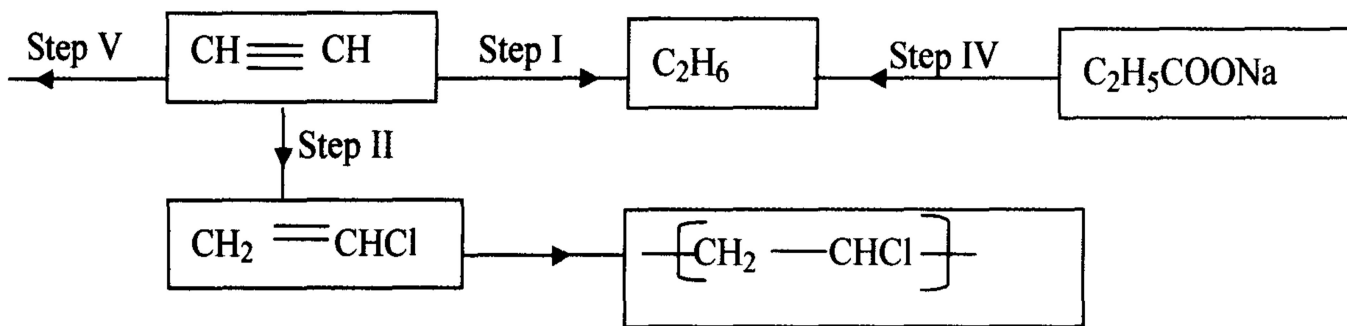 Step V
CH≡CH
Step I
C₂H₆
Step IV
C₂H₅COONa
Step II
CH₂=CHCl
[CH₂—CHCl]